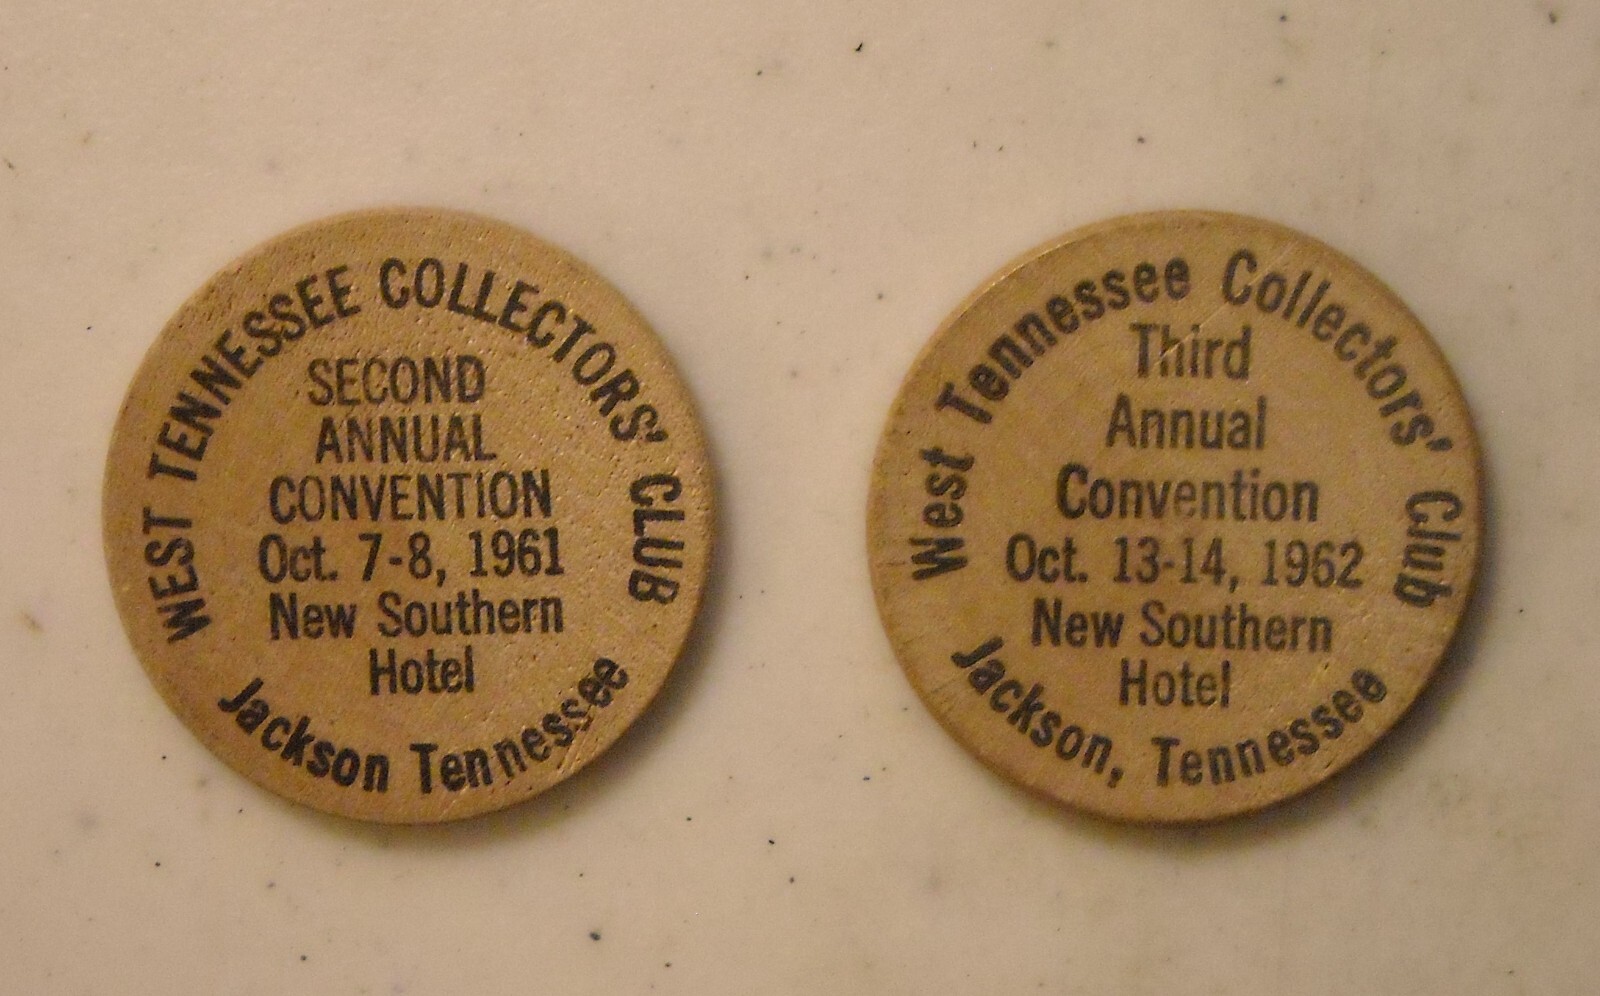 WEST TENNESSEE COLLECTORS' CLUB
SECOND
ANNUAL
CONVENTION
Oct. 7-8, 1961
New Southern
Hotel
Jackson Tennessee
West Tennessee Collectors' Club
Third
Annual
Convention
Oct. 13-14, 1962
New Southern
Hotel
Jackson, Tennessee